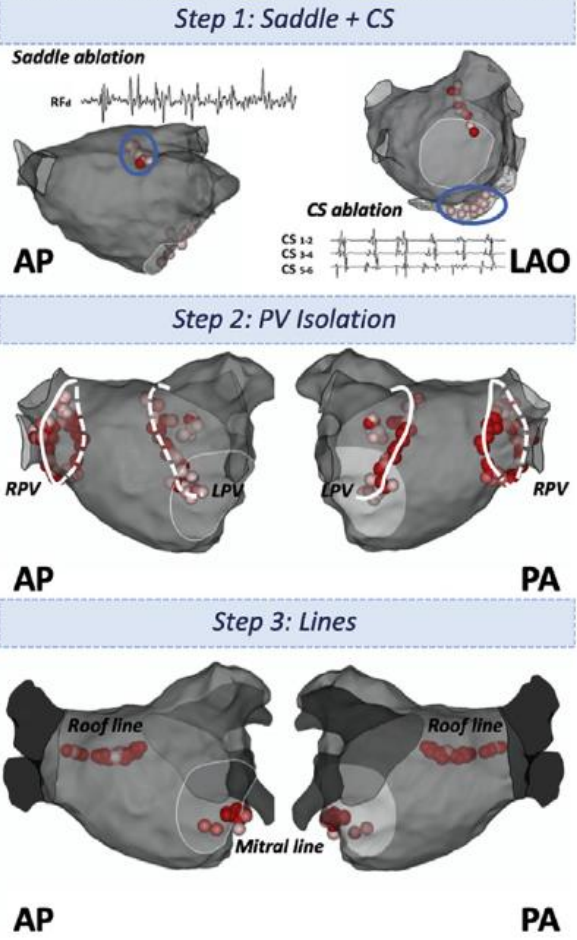 Step 1: Saddle + CS
Saddle ablation
RFd
CS ablation
CS 1-2
CS 3-4
CS 5-6
AP
LAO
Step 2: PV Isolation
RPV
LPV
LPV
RPV
AP
PA
Step 3: Lines
Roof line
Roof line
Mitral line
AP
PA